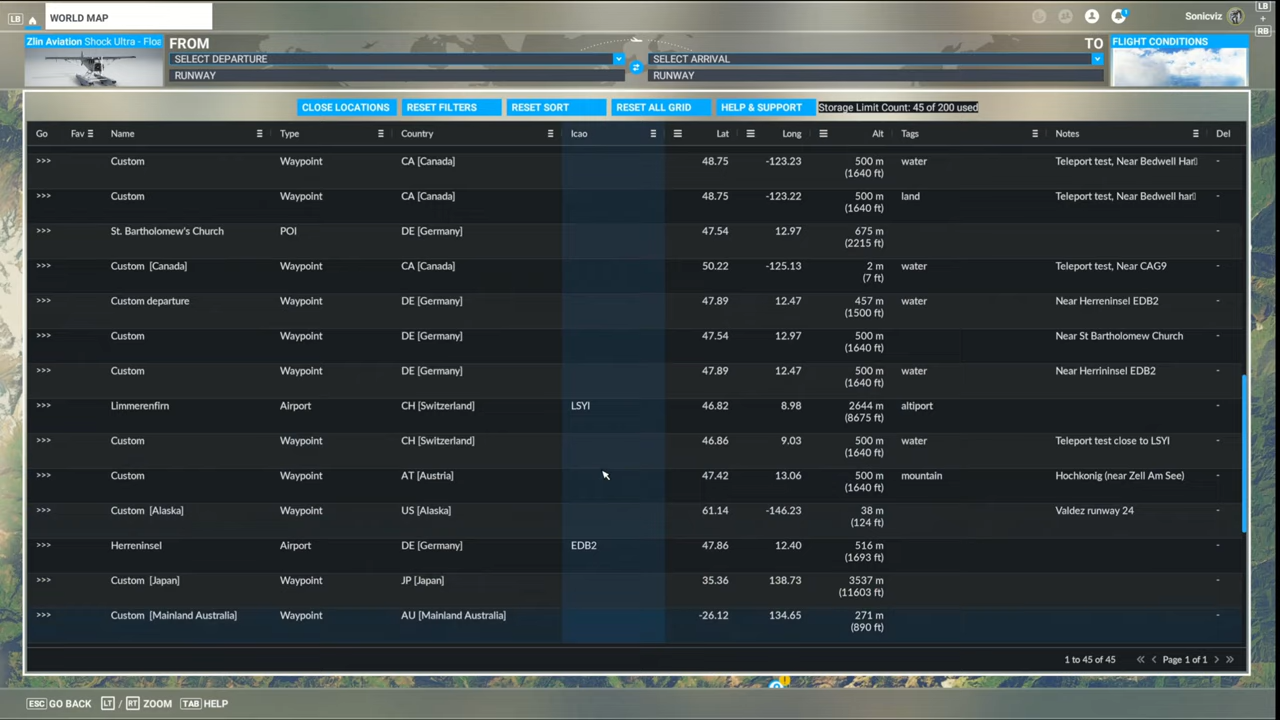 LB
WORLD MAP
Sonicviz
LB
+
RB
1
Zlin Aviation Shock Ultra - Floa
FROM
SELECT DEPARTURE
RUNWAY
TO
SELECT ARRIVAL
RUNWAY
FLIGHT CONDITIONS
CLOSE LOCATIONS RESET FILTERS RESET SORT RESET ALL GRID HELP & SUPPORT Storage Limit Count: 45 of 200 used
Go Fav Name Type Country Icao Lat Long Alt Tags Notes Del
>>> Custom Waypoint CA [Canada] 48.75 -123.23 500 m water Teleport test, Near Bedwell Har -
(1640 ft)
>>> Custom Waypoint CA [Canada] 48.75 -123.22 500 m land Teleport test, Near Bedwell har -
(1640 ft)
>>> St. Bartholomew's Church POI DE [Germany] 47.54 12.97 675 m -
(2215 ft)
>>> Custom [Canada] Waypoint CA [Canada] 50.22 -125.13 2 m water Teleport test, Near CAG9 -
(7 ft)
>>> Custom departure Waypoint DE [Germany] 47.89 12.47 457 m water Near Herreninsel EDB2 -
(1500 ft)
>>> Custom Waypoint DE [Germany] 47.54 12.97 500 m Near St Bartholomew Church -
(1640 ft)
>>> Custom Waypoint DE [Germany] 47.89 12.47 500 m water Near Herrininsel EDB2 -
(1640 ft)
>>> Limmerenfirn Airport CH [Switzerland] LSYI 46.82 8.98 2644 m altiport -
(8675 ft)
>>> Custom Waypoint CH [Switzerland] 46.86 9.03 500 m water Teleport test close to LSYI -
(1640 ft)
>>> Custom Waypoint AT [Austria] 47.42 13.06 500 m mountain Hochkonig (near Zell Am See) -
(1640 ft)
>>> Custom [Alaska] Waypoint US [Alaska] 61.14 -146.23 38 m Valdez runway 24 -
(124 ft)
>>> Herreninsel Airport DE [Germany] EDB2 47.86 12.40 516 m -
(1693 ft)
>>> Custom [Japan] Waypoint JP [Japan] 35.36 138.73 3537 m -
(11603 ft)
>>> Custom [Mainland Australia] Waypoint AU [Mainland Australia] -26.12 134.65 271 m -
(890 ft)
1 to 45 of 45 Page 1 of 1
ESC GO BACK LT / RT ZOOM TAB HELP